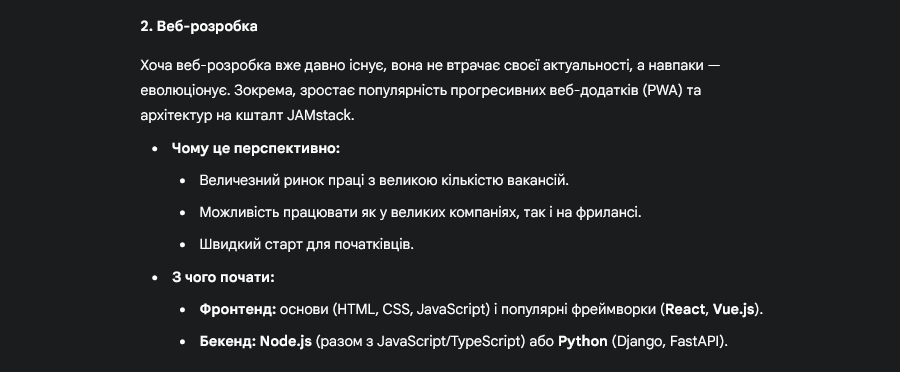 2. Веб-розробка
Хоча веб-розробка вже давно існує, вона не втрачає своєї актуальності, а навпаки —
еволюціонує. Зокрема, зростає популярність прогресивних веб-додатків (PWA) та
архітектур на кшталт JAMstack.
• Чому це перспективно:
• Величезний ринок праці з великою кількістю вакансій.
• Можливість працювати як у великих компаніях, так і на фрилансі.
• Швидкий старт для початківців.
• З чого почати:
• Фронтенд: основи (HTML, CSS, JavaScript) і популярні фреймворки (React, Vue.js).
• Бекенд: Node.js (разом з JavaScript/TypeScript) або Python (Django, FastAPI).